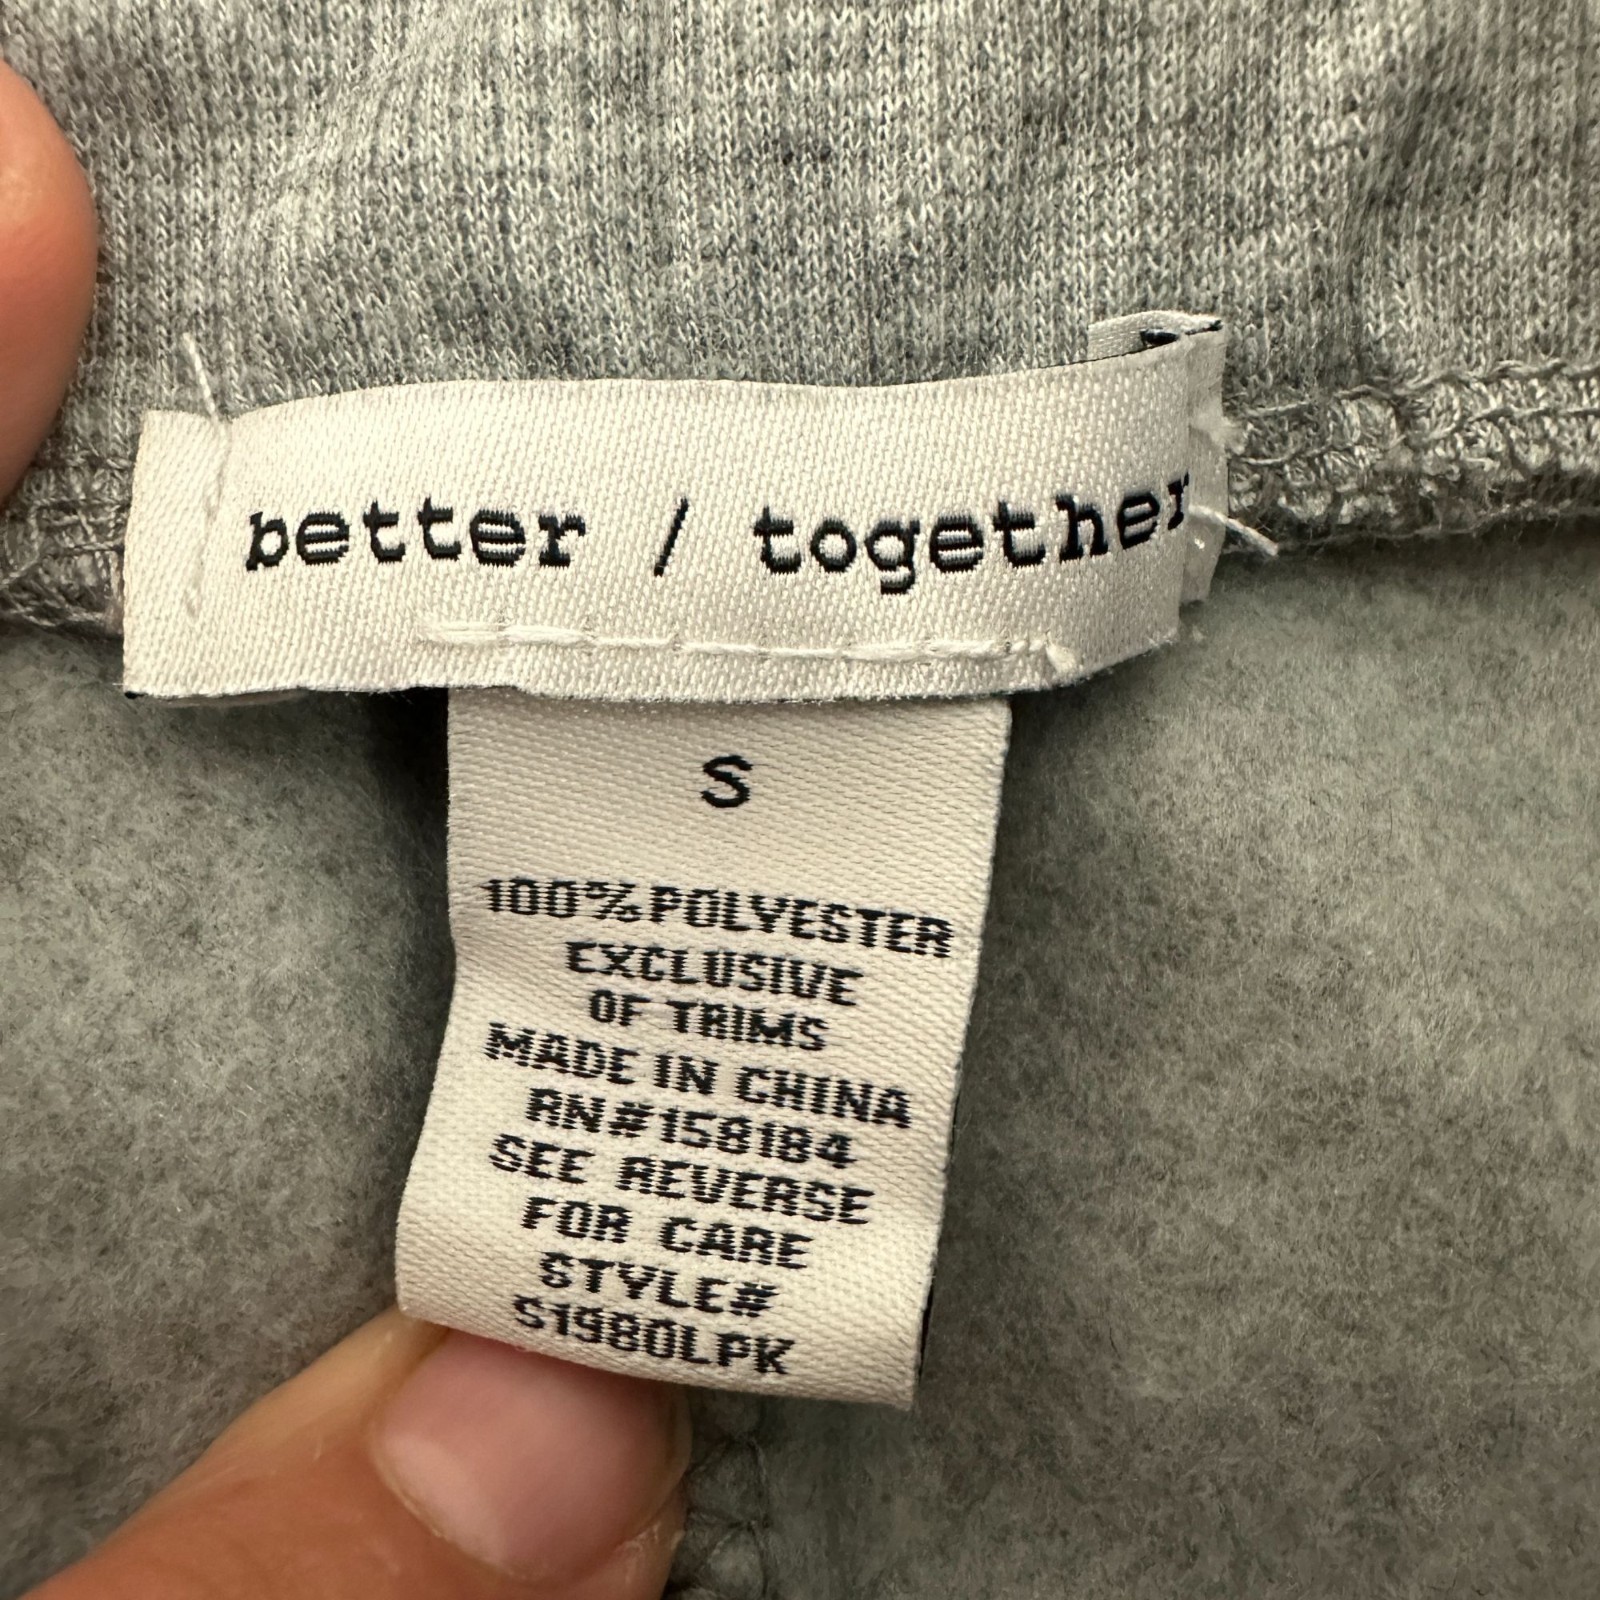 better / together
S
100%POLYESTER
EXCLUSIVE
OF TRIMS
MADE IN CHINA
RN#158184
SEE REVERSE
FOR CARE
STYLE#
S1980LPK